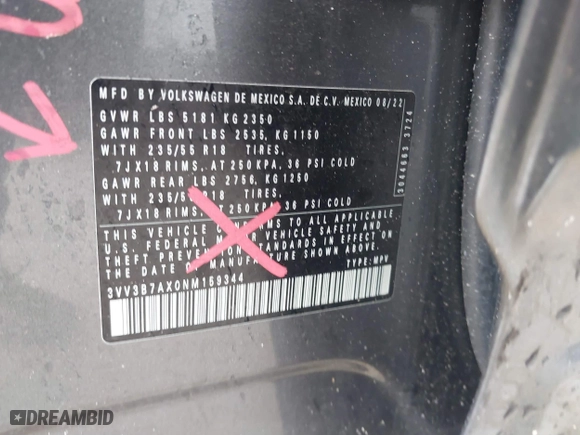 MFD BY VOLKSWAGEN DE MEXICO S.A. DE C.V. MEXICO 08/22
GVWR LBS 5181 KG 2350
GAWR FRONT LBS 2535, KG 1150
WITH 235/55 R18 TIRES,
7JX18 RIMS, AT 250 KPA, 36 PSI COLD
GAWR REAR LBS 2756, KG 1250
WITH 235/55 R18 TIRES,
7JX18 RIMS, AT 250 KPA, 36 PSI COLD
THIS VEHICLE CONFORMS TO ALL APPLICABLE
U.S. FEDERAL MOTOR VEHICLE SAFETY AND
THEFT PREVENTION STANDARDS IN EFFECT ON
THE DATE OF MANUFACTURE SHOWN ABOVE.
3VV3B7AX0NM159344 TYPE: MPV
3044663 3724
DREAMBID